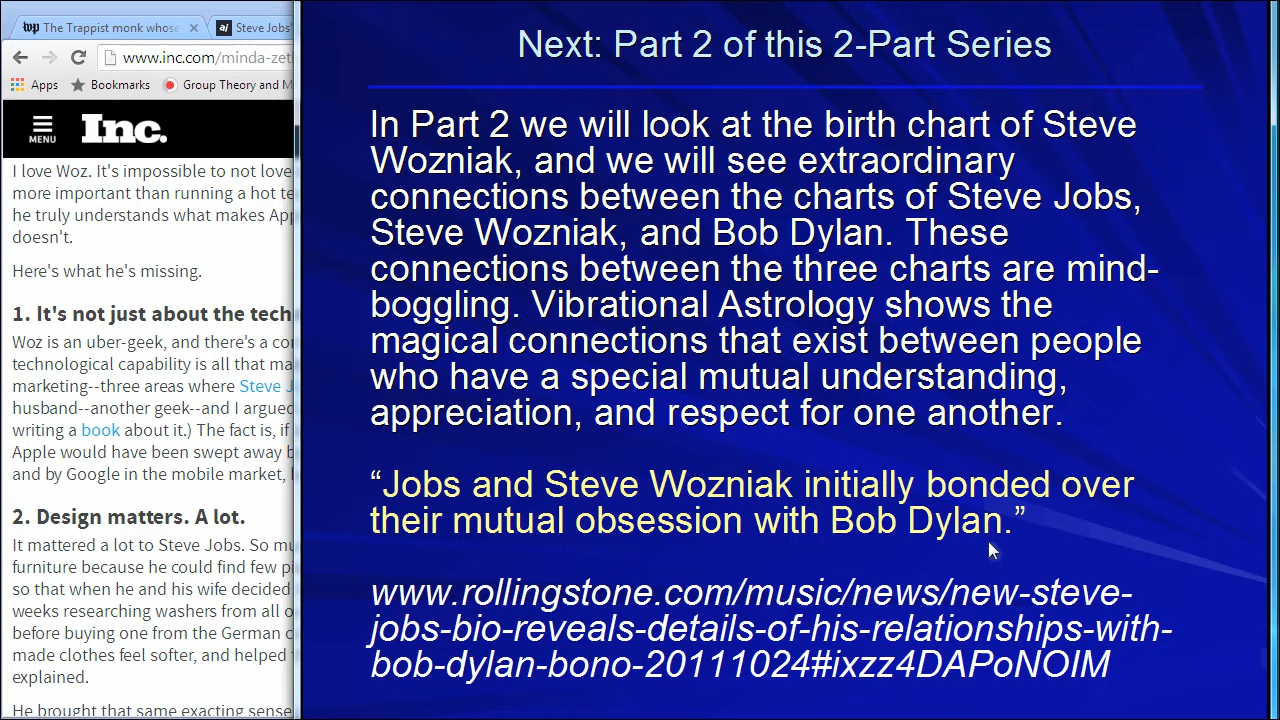 The Trappist monk whose
Steve Jobs'
www.inc.com/minda-zet
Apps
Bookmarks
Group Theory and M
MENU
Inc.
I love Woz. It's impossible to not love
more important than running a hot te
he truly understands what makes App
doesn't.
Here's what he's missing.
1. It's not just about the tech
Woz is an uber-geek, and there's a co
technological capability is all that ma
marketing--three areas where Steve J
husband--another geek--and I argued
writing a book about it.) The fact is, if
Apple would have been swept away b
and by Google in the mobile market,
2. Design matters. A lot.
It mattered a lot to Steve Jobs. So mu
furniture because he could find few pi
so that when he and his wife decided
weeks researching washers from all o
before buying one from the German c
made clothes feel softer, and helped
explained.
He brought that same exacting sense
Next: Part 2 of this 2-Part Series
In Part 2 we will look at the birth chart of Steve
Wozniak, and we will see extraordinary
connections between the charts of Steve Jobs,
Steve Wozniak, and Bob Dylan. These
connections between the three charts are mind-
boggling. Vibrational Astrology shows the
magical connections that exist between people
who have a special mutual understanding,
appreciation, and respect for one another.
“Jobs and Steve Wozniak initially bonded over
their mutual obsession with Bob Dylan.”
www.rollingstone.com/music/news/new-steve-
jobs-bio-reveals-details-of-his-relationships-with-
bob-dylan-bono-20111024#ixzz4DAPoNOIM